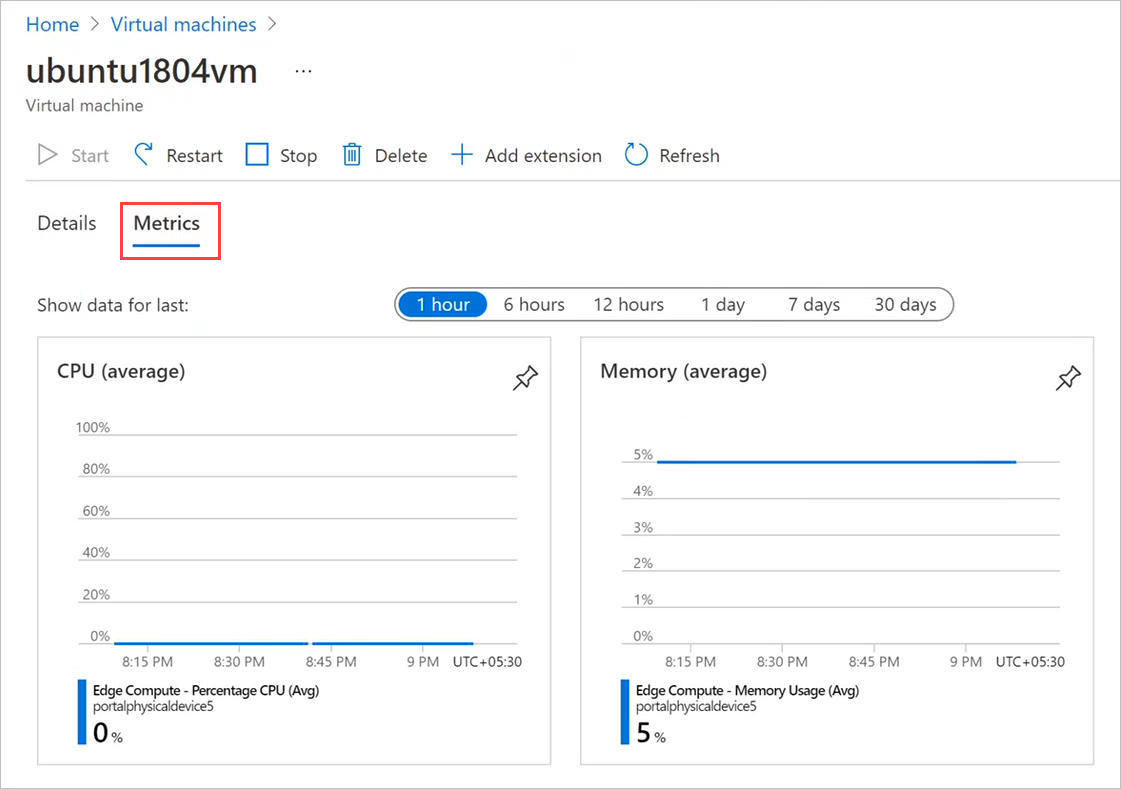 Home > Virtual machines >
ubuntu1804vm ...
Virtual machine
Start Restart Stop Delete Add extension Refresh
Details Metrics
Show data for last: 1 hour 6 hours 12 hours 1 day 7 days 30 days
CPU (average)
100%
80%
60%
40%
20%
0%
8:15 PM 8:30 PM 8:45 PM 9 PM UTC+05:30
Edge Compute - Percentage CPU (Avg)
portalphysicaldevice5
0 %
Memory (average)
5%
4%
3%
2%
1%
0%
8:15 PM 8:30 PM 8:45 PM 9 PM UTC+05:30
Edge Compute - Memory Usage (Avg)
portalphysicaldevice5
5 %